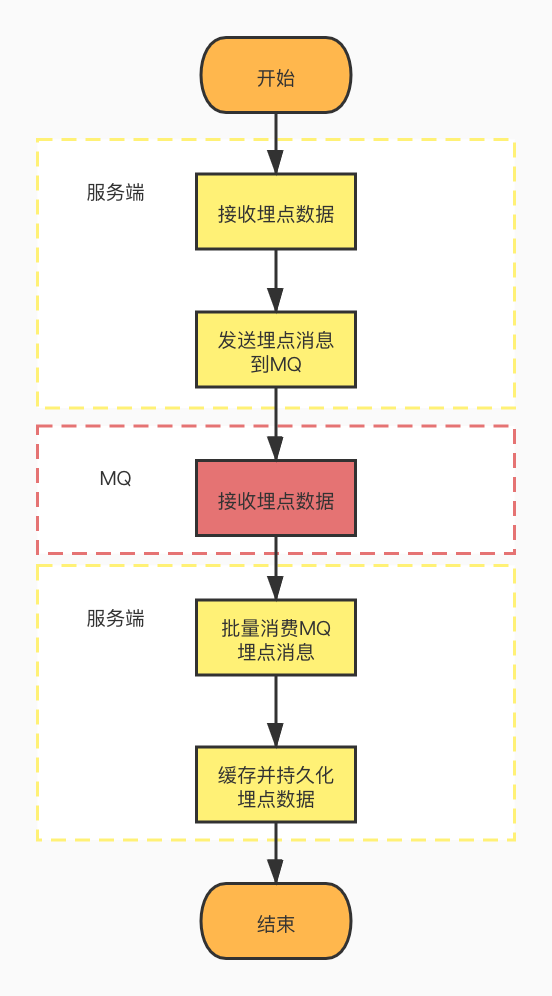 开始
服务端
接收埋点数据
发送埋点消息
到MQ
MQ
接收埋点数据
服务端
批量消费MQ
埋点消息
缓存并持久化
埋点数据
结束